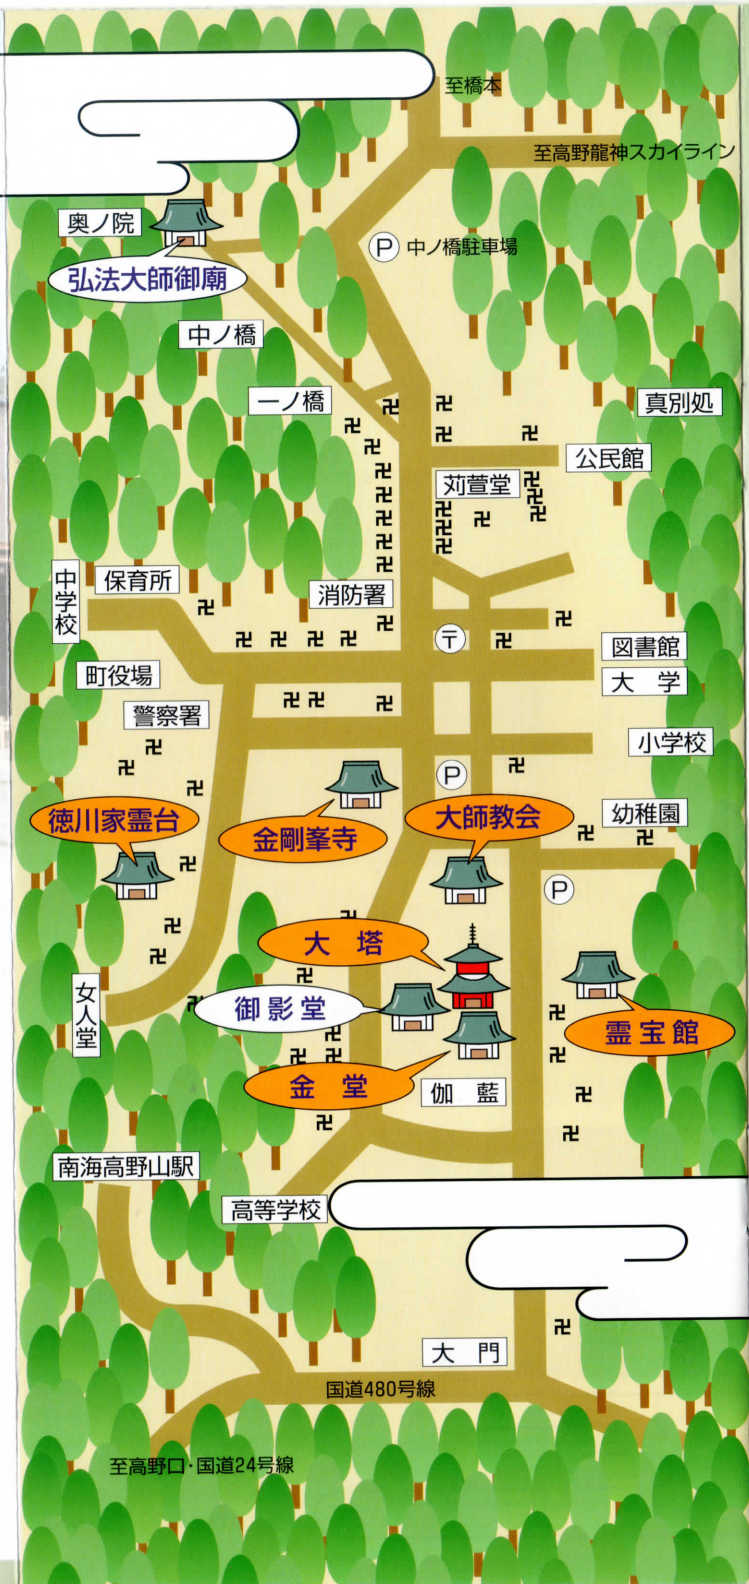 至橋本
至高野龍神スカイライン
奥ノ院
弘法大師御廟
P 中ノ橋駐車場
中ノ橋
一ノ橋
真別処
公民館
苅萱堂
中学校
保育所
消防署
〒
図書館
大学
町役場
警察署
小学校
P
徳川家霊台
金剛峯寺
大師教会
幼稚園
P
大塔
御影堂
女人堂
霊宝館
金堂
伽藍
南海高野山駅
高等学校
大門
国道480号線
至高野口・国道24号線